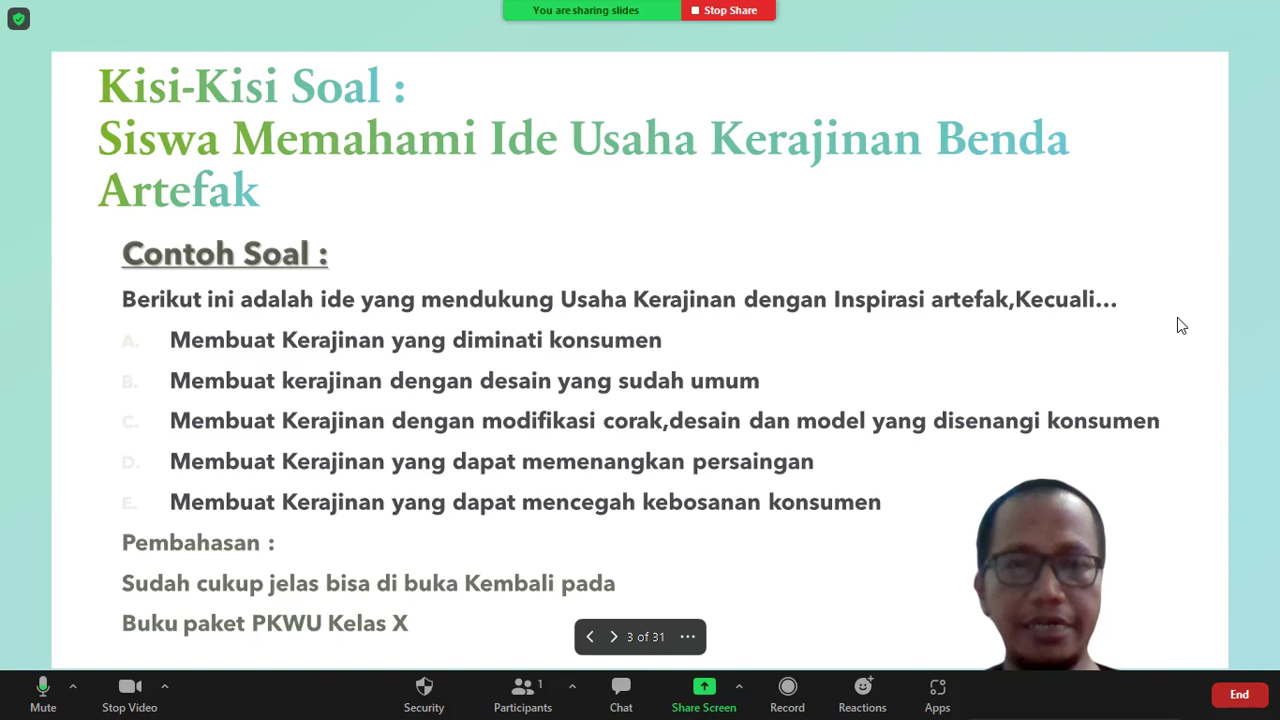 You are sharing slides
Stop Share
Kisi-Kisi Soal :
Siswa Memahami Ide Usaha Kerajinan Benda
Artefak
Contoh Soal :
Berikut ini adalah ide yang mendukung Usaha Kerajinan dengan Inspirasi artefak,Kecuali...
A. Membuat Kerajinan yang diminati konsumen
B. Membuat kerajinan dengan desain yang sudah umum
C. Membuat Kerajinan dengan modifikasi corak,desain dan model yang disenangi konsumen
D. Membuat Kerajinan yang dapat memenangkan persaingan
E. Membuat Kerajinan yang dapat mencegah kebosanan konsumen
Pembahasan :
Sudah cukup jelas bisa di buka Kembali pada
Buku paket PKWU Kelas X
3 of 31
Mute
Stop Video
Security
Participants
1
Chat
Share Screen
Record
Reactions
Apps
End